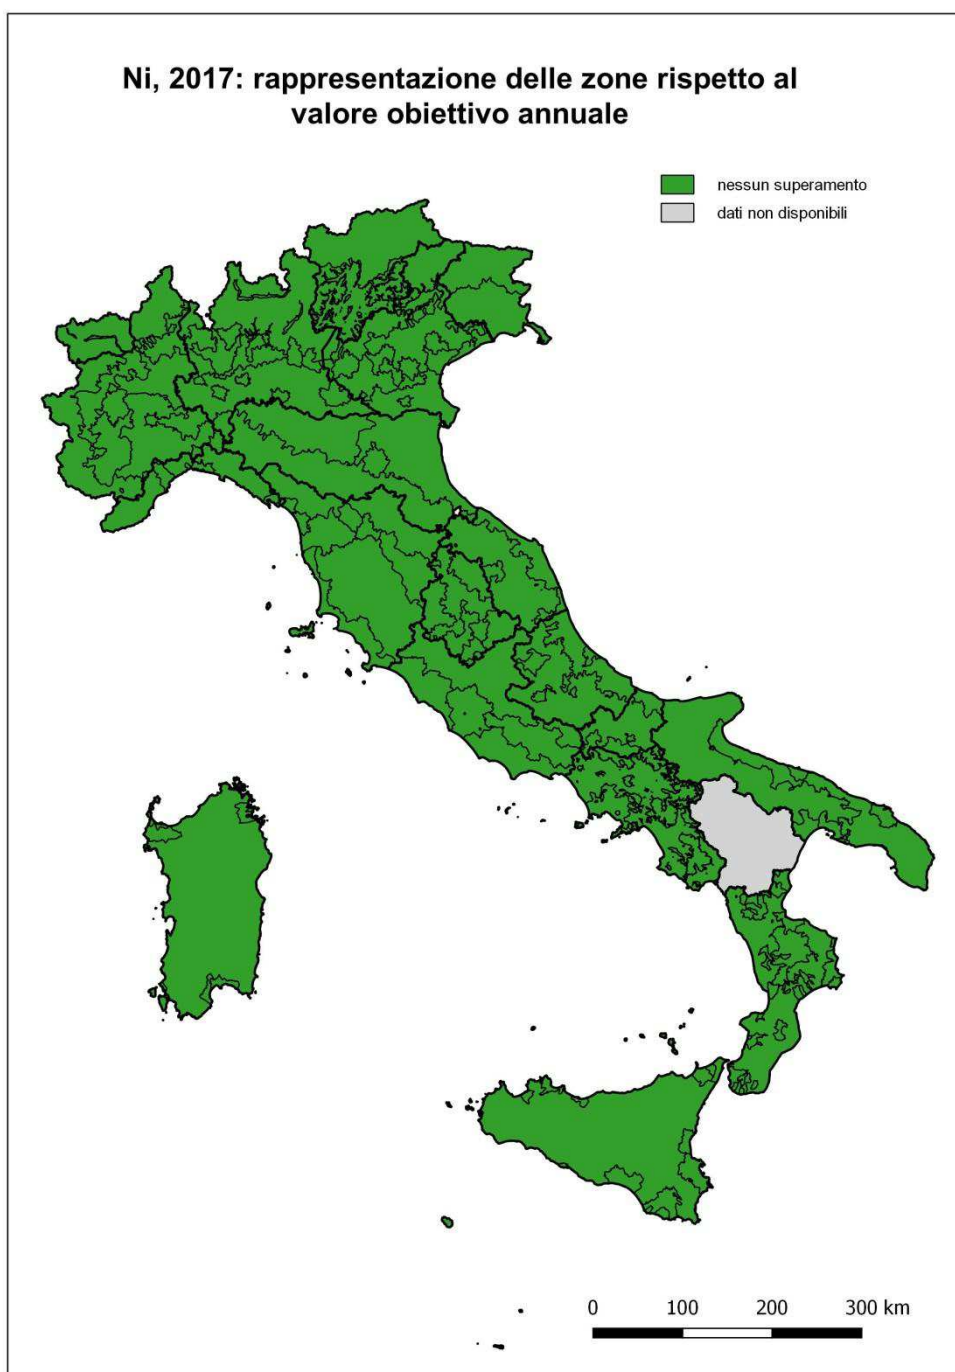 Ni, 2017: rappresentazione delle zone rispetto al
valore obiettivo annuale
nessun superamento
dati non disponibili
0 100 200 300 km